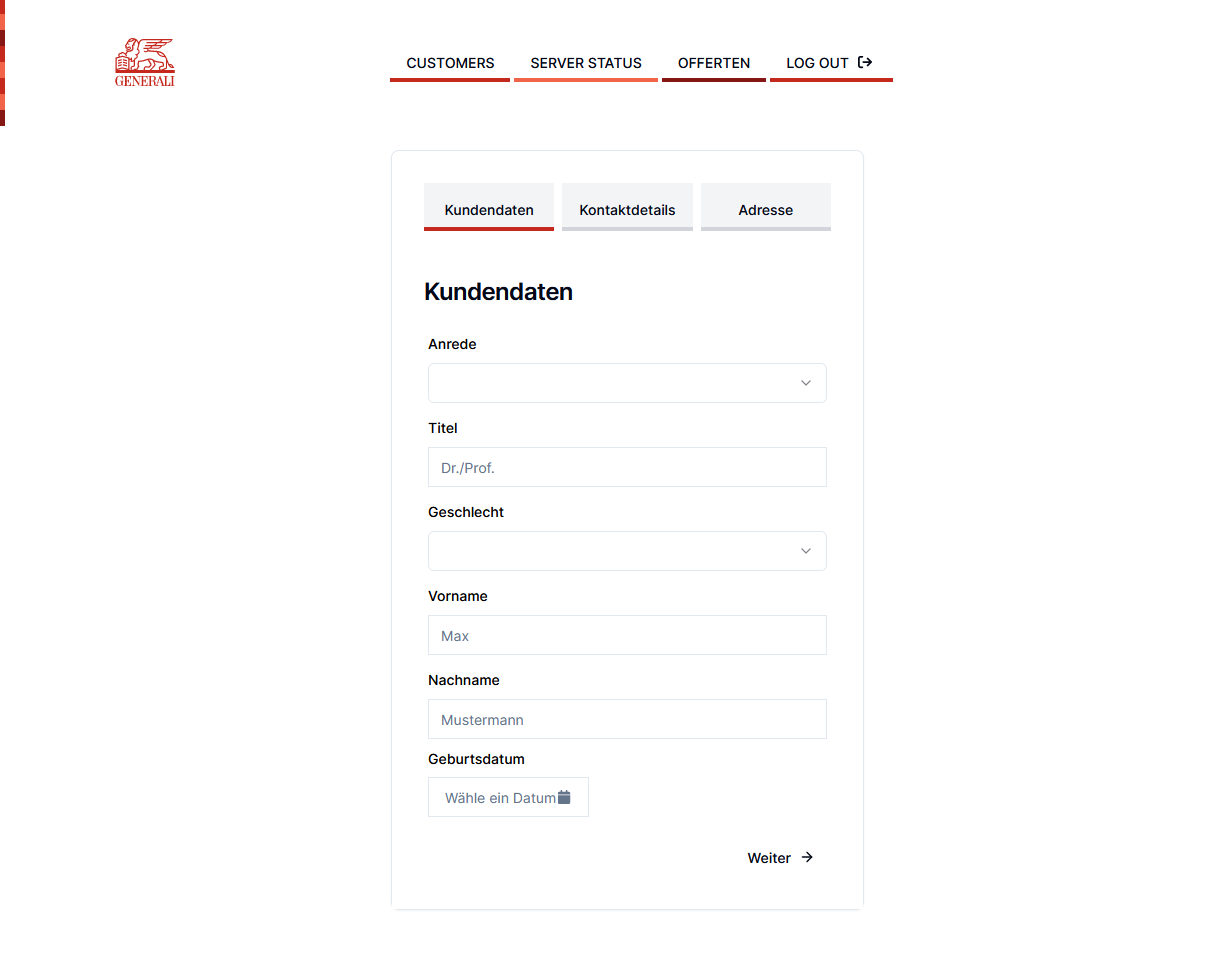 GENERALI
CUSTOMERS SERVER STATUS OFFERTEN LOG OUT
Kundendaten Kontaktdetails Adresse
Kundendaten
Anrede
Titel
Dr./Prof.
Geschlecht
Vorname
Max
Nachname
Mustermann
Geburtsdatum
Wähle ein Datum
Weiter